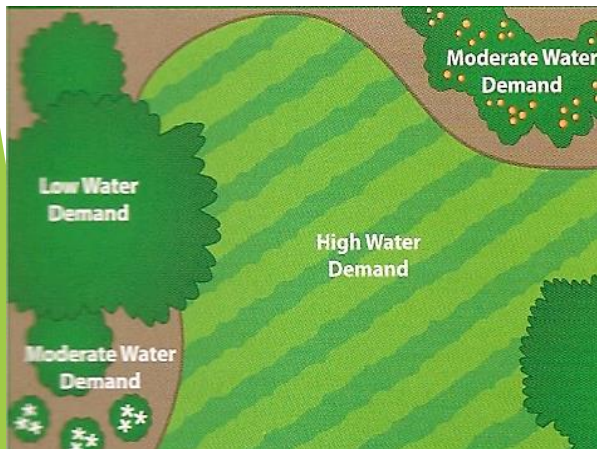 Moderate Water
Demand
Low Water
Demand
High Water
Demand
Moderate Water
Demand